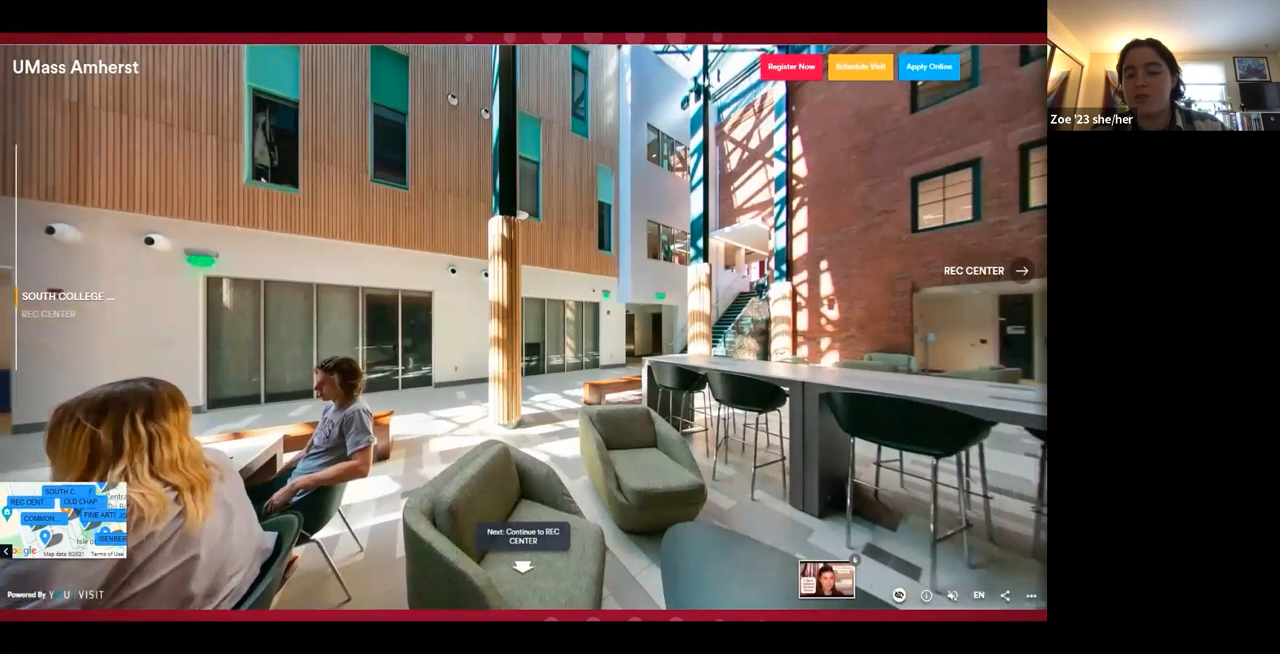 UMass Amherst
Register Now
Schedule Visit
Apply Online
Zoe '23 she/her
REC CENTER
SOUTH COLLEGE ...
REC CENTER
SOUTH C...
REC CENT...
OLD CHAP
COMMON...
FINE ARTS
ISENBER
Map data ©2021 Terms of Use
Next: Continue to REC
CENTER
Powered By YOUVISIT
EN